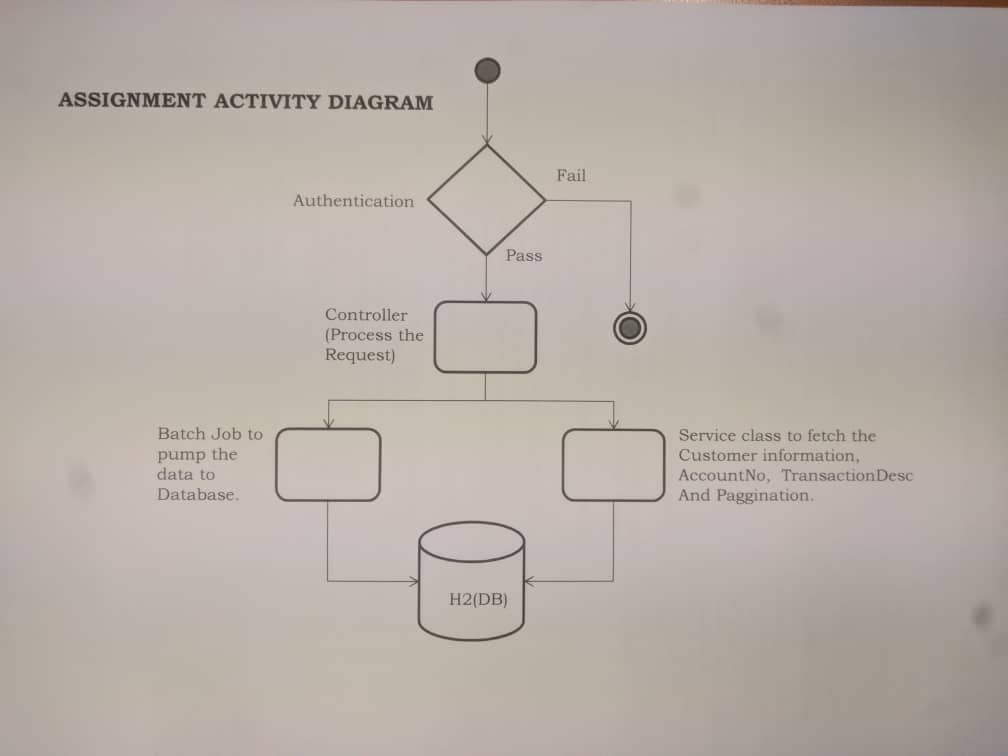 ASSIGNMENT ACTIVITY DIAGRAM
Fail
Authentication
Pass
Controller
(Process the
Request)
Batch Job to
pump the
data to
Database.
Service class to fetch the
Customer information,
AccountNo, TransactionDesc
And Paggination.
H2(DB)